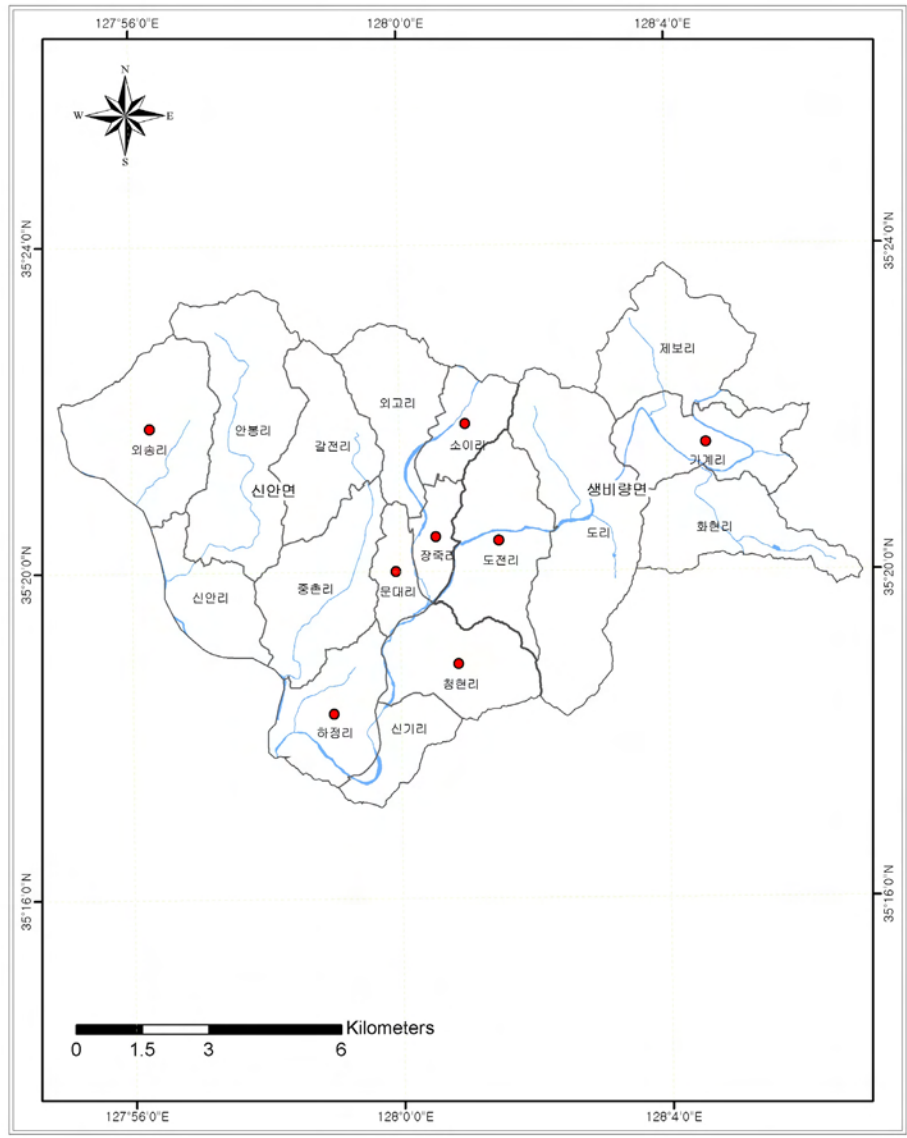 127°56'0"E
128°0'0"E
128°4'0"E
N
W
E
S
35°24'0"N
35°24'0"N
제보리
외고리
안봉리
갈전리
소이리
외송리
가계리
신안면
생비량면
화현리
도리
장죽리
도전리
35°20'0"N
35°20'0"N
신안리
중촌리
문대리
청현리
하정리
신기리
35°16'0"N
35°16'0"N
Kilometers
0
1.5
3
6
127°56'0"E
128°0'0"E
128°4'0"E